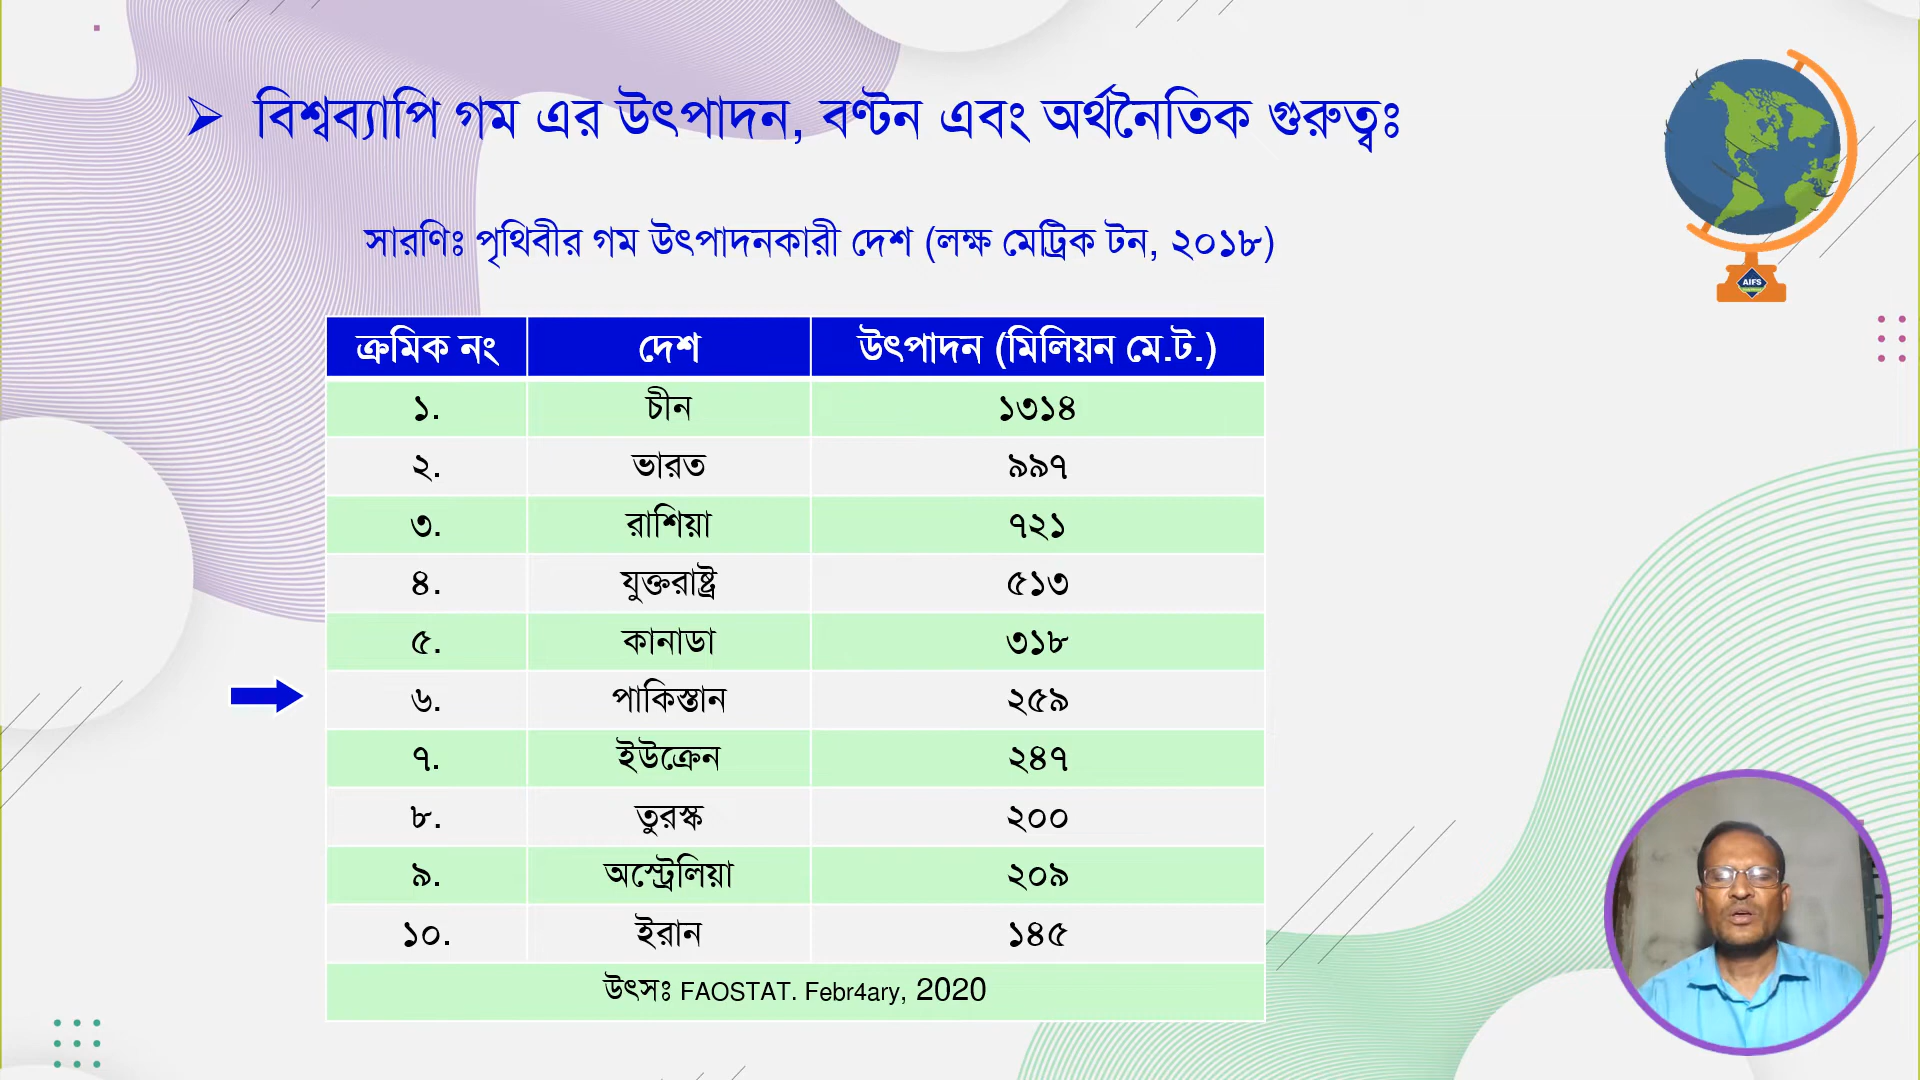 ➢ বিশ্বব্যাপি গম এর উৎপাদন, বণ্টন এবং অর্থনৈতিক গুরুত্বঃ
AIFS
সারণিঃ পৃথিবীর গম উৎপাদনকারী দেশ (লক্ষ মেট্রিক টন, ২০১৮)
ক্রমিক নং দেশ উৎপাদন (মিলিয়ন মে.ট.)
১. চীন ১৩১৪
২. ভারত ৯৯৭
৩. রাশিয়া ৭২১
৪. যুক্তরাষ্ট্র ৫১৩
৫. কানাডা ৩১৮
৬. পাকিস্তান ২৫৯
৭. ইউক্রেন ২৪৭
৮. তুরস্ক ২০০
৯. অস্ট্রেলিয়া ২০৯
১০. ইরান ১৪৫
উৎসঃ FAOSTAT. Febr4ary, 2020